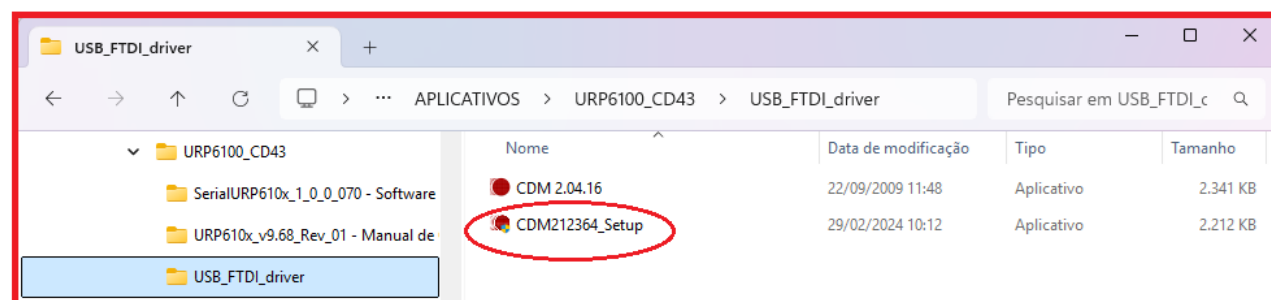 USB_FTDI_driver
APLICATIVOS > URP6100_CD43 > USB_FTDI_driver
Pesquisar em USB_FTDI_c
URP6100_CD43
SerialURP610x_1_0_0_070 - Software
URP610x_v9.68_Rev_01 - Manual de
USB_FTDI_driver
Nome Data de modificação Tipo Tamanho
CDM 2.04.16 22/09/2009 11:48 Aplicativo 2.341 KB
CDM212364_Setup 29/02/2024 10:12 Aplicativo 2.212 KB